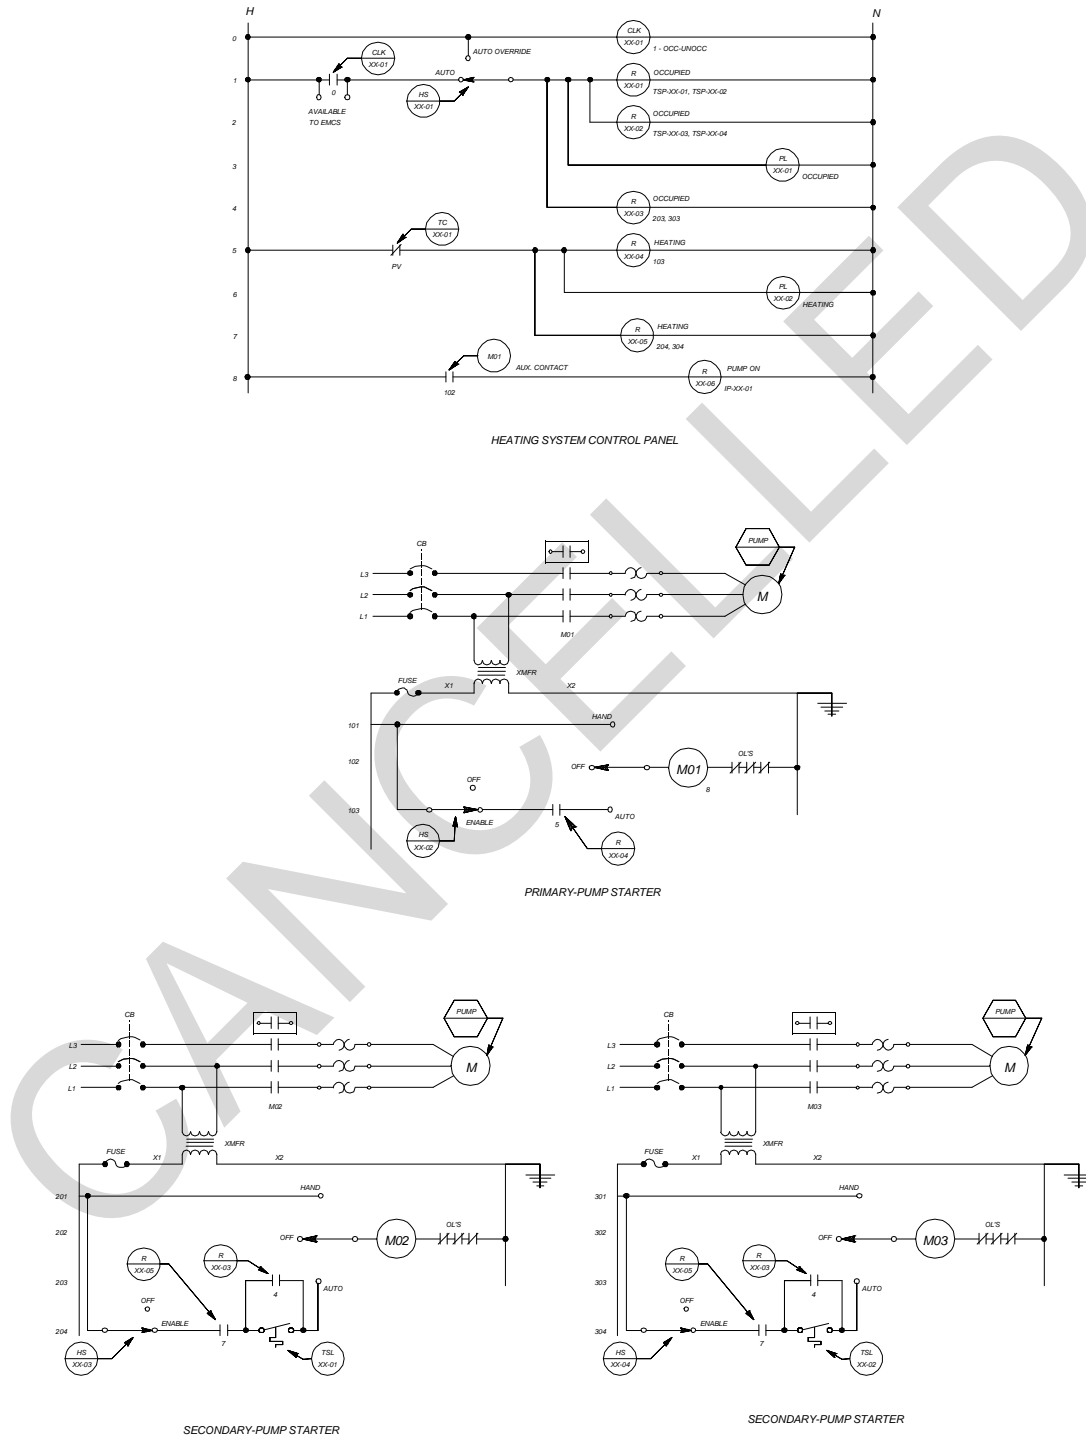 H N
0 CLK
XX-01 1 - OCC-UNOCC
AUTO OVERRIDE
CLK
XX-01
1 0 AUTO R
XX-01 OCCUPIED
TSP-XX-01, TSP-XX-02
HS
XX-01
AVAILABLE
TO EMCS
2 R
XX-02 OCCUPIED
TSP-XX-03, TSP-XX-04
3 PL
XX-01 OCCUPIED
4 R
XX-03 OCCUPIED
203, 303
TC
XX-01
5 PV R
XX-04 HEATING
103
6 PL
XX-02 HEATING
7 R
XX-05 HEATING
204, 304
M01
8 102 AUX. CONTACT R
XX-06 PUMP ON
IP-XX-01
HEATING SYSTEM CONTROL PANEL
CB PUMP
L3
L2 M
L1
M01
XMFR
FUSE X1 X2
101 HAND
102 OFF M01 OL'S
8
OFF
103 ENABLE 5 AUTO
HS
XX-02
R
XX-04
PRIMARY-PUMP STARTER
CB PUMP
L3
L2 M
L1
M02
XMFR
FUSE X1 X2
201 HAND
202 OFF M02 OL'S
R
XX-05
R
XX-03
203 4 AUTO
OFF
204 ENABLE 7
HS
XX-03
TSL
XX-01
SECONDARY-PUMP STARTER
CB PUMP
L3
L2 M
L1
M03
XMFR
FUSE X1 X2
301 HAND
302 OFF M03 OL'S
R
XX-05
R
XX-03
303 4 AUTO
OFF
304 ENABLE 7
HS
XX-04
TSL
XX-02
SECONDARY-PUMP STARTER
CANCELLED